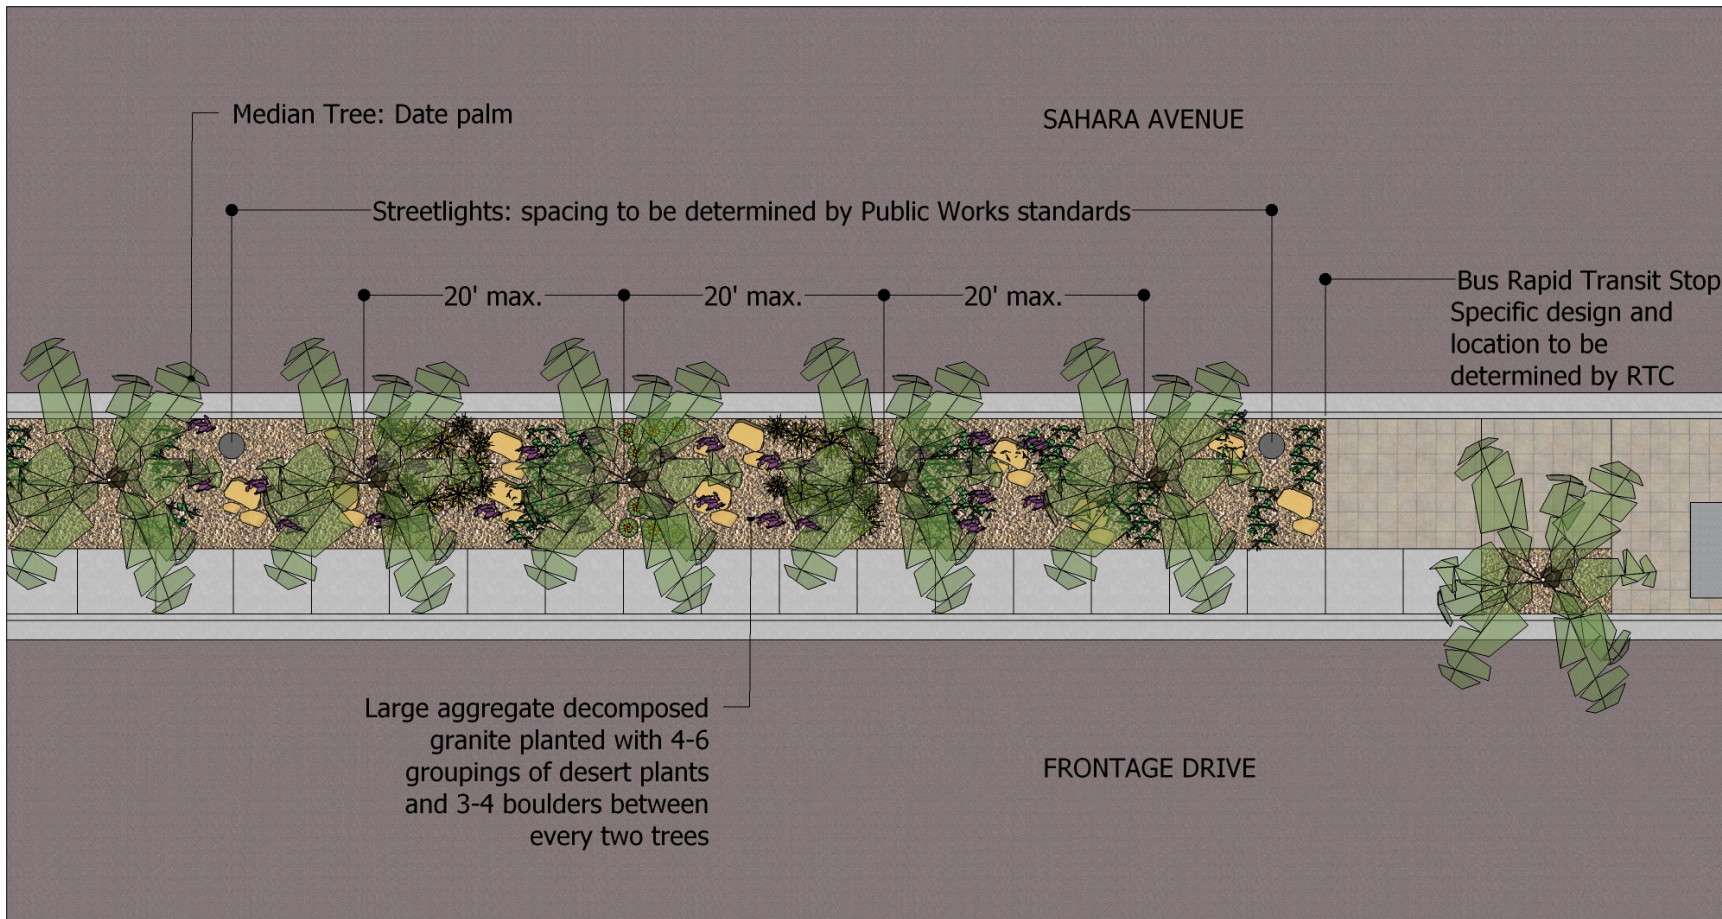 Median Tree: Date palm
SAHARA AVENUE
Streetlights: spacing to be determined by Public Works standards
20' max.
20' max.
20' max.
Bus Rapid Transit Stop
Specific design and
location to be
determined by RTC
Large aggregate decomposed
granite planted with 4-6
groupings of desert plants
and 3-4 boulders between
every two trees
FRONTAGE DRIVE